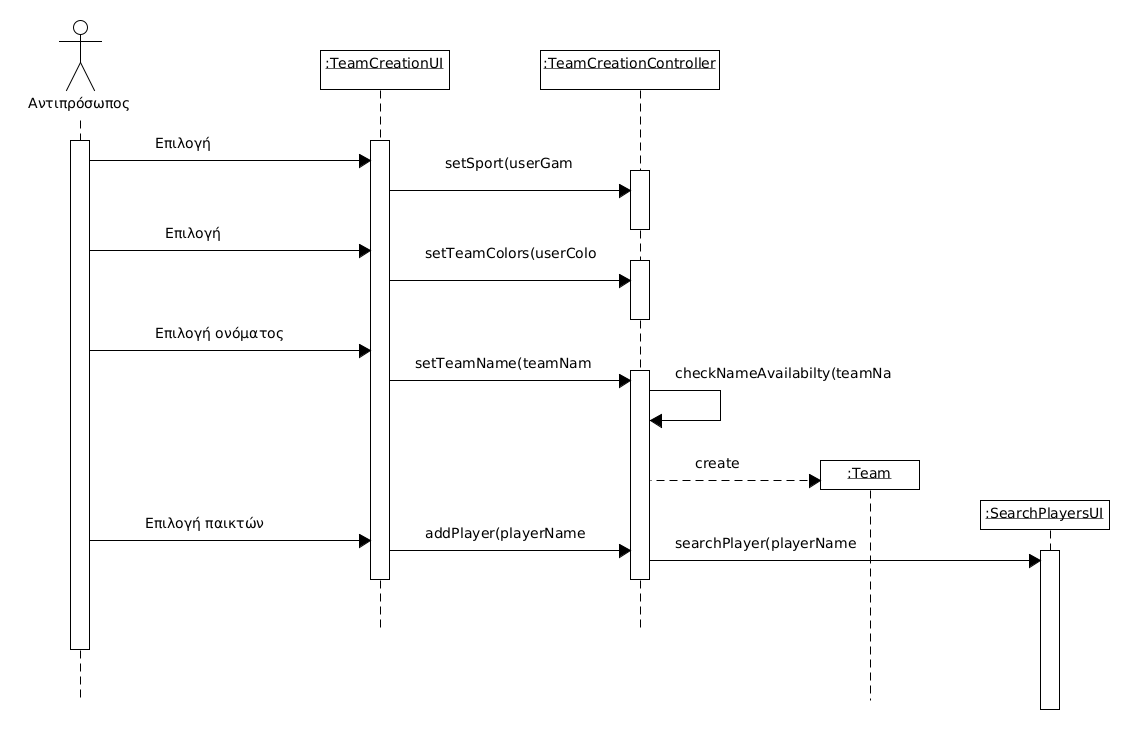 :TeamCreationUI
:TeamCreationController
Αντιπρόσωπος
Επιλογή
setSport(userGam
Επιλογή
setTeamColors(userColo
Επιλογή ονόματος
setTeamName(teamNam
checkNameAvailabilty(teamNa
create
:Team
:SearchPlayersUI
Επιλογή παικτών
addPlayer(playerName
searchPlayer(playerName